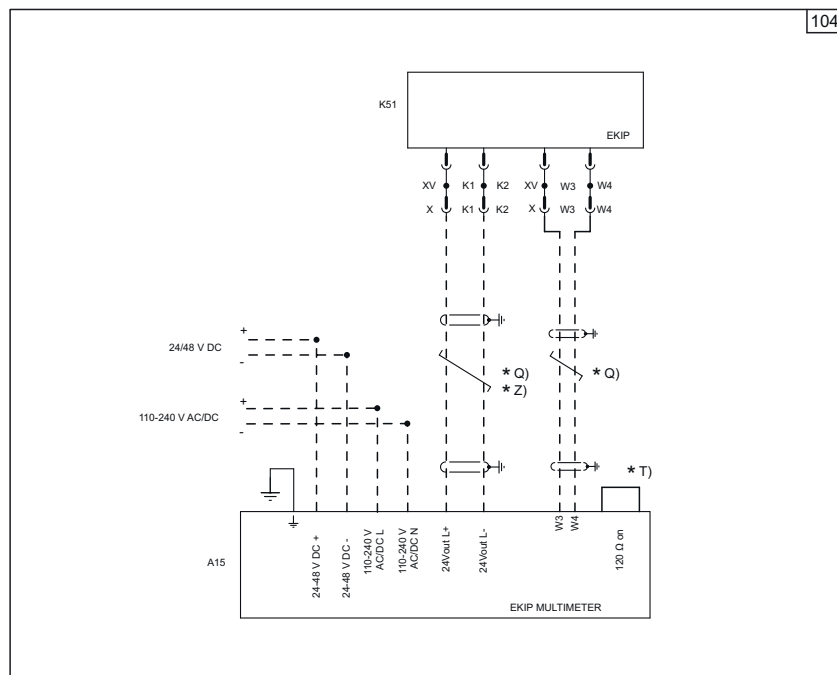 104
K51
EKIP
XV K1 K2 XV W3 W4
X K1 K2 X W3 W4
+
24/48 V DC
-
* Q)
* Z)
* Q)
+
110-240 V AC/DC
-
* T)
A15
24-48 V DC +
24-48 V DC -
110-240 V
AC/DC L
110-240 V
AC/DC N
24Vout L+
24Vout L-
W3
W4
120 Ω on
EKIP MULTIMETER